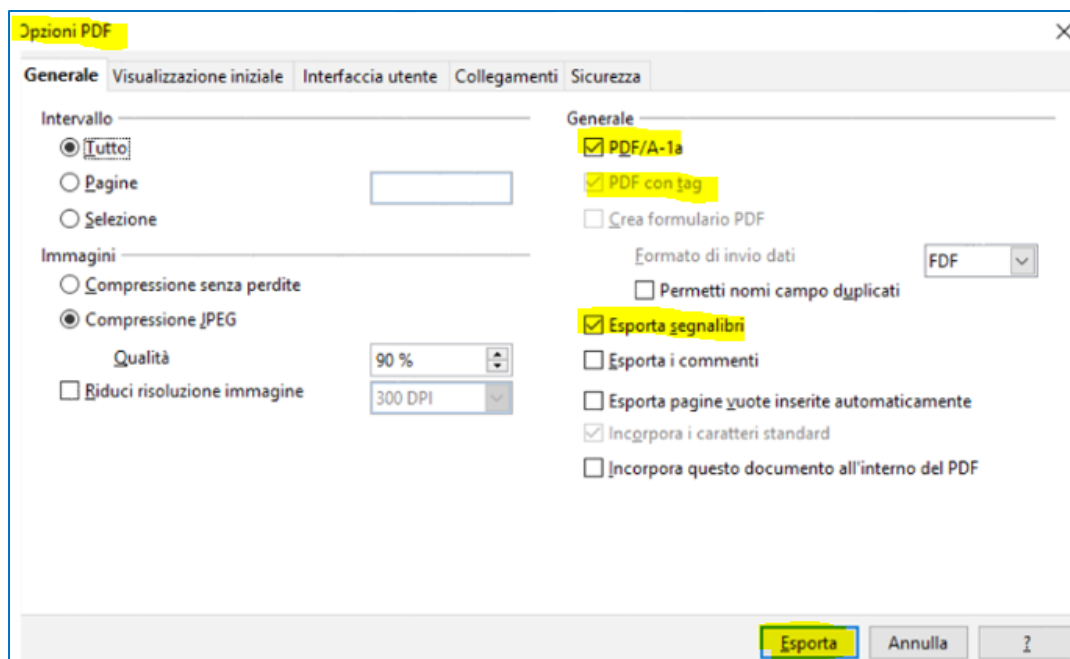 Opzioni PDF
Generale Visualizzazione iniziale Interfaccia utente Collegamenti Sicurezza
Intervallo
Tutto
Pagine
Selezione
Immagini
Compressione senza perdite
Compressione JPEG
Qualità 90 %
Riduci risoluzione immagine 300 DPI
Generale
PDF/A-1a
PDF con tag
Crea formulario PDF
Formato di invio dati FDF
Permetti nomi campo duplicati
Esporta segnalibri
Esporta i commenti
Esporta pagine vuote inserite automaticamente
Incorpora i caratteri standard
Incorpora questo documento all'interno del PDF
Esporta Annulla ?